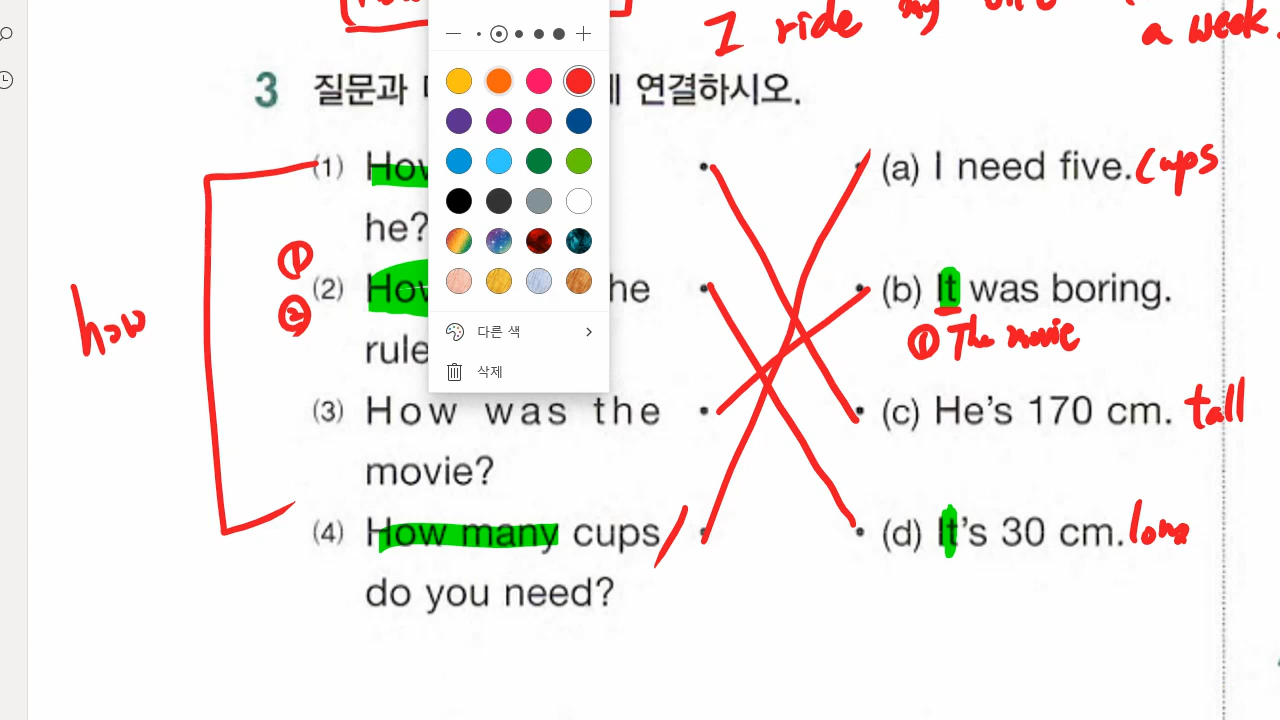 I ride my
a week.
3 질문과 연결하시오.
(1) How
he?
①
(2) How he
②
rule
how
(3) How was the
movie?
(4) How many cups /
do you need?
(a) I need five. cups
(b) It was boring.
① The movie
(c) He's 170 cm. tall
(d) It's 30 cm. long
다른 색
삭제